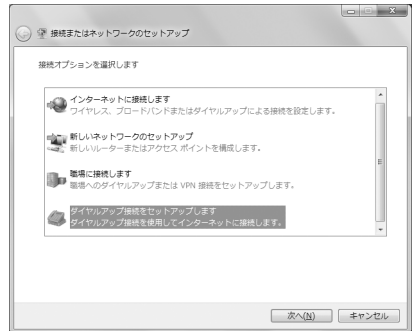 接続またはネットワークのセットアップ
接続オプションを選択します
インターネットに接続します
ワイヤレス、ブロードバンドまたはダイヤルアップによる接続を設定します。
新しいネットワークのセットアップ
新しいルーターまたはアクセス ポイントを構成します。
職場に接続します
職場へのダイヤルアップまたは VPN 接続をセットアップします。
ダイヤルアップ接続をセットアップします
ダイヤルアップ接続を使用してインターネットに接続します。
次へ(N)
キャンセル